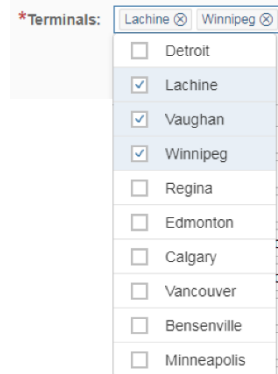 *Terminals: Lachine Winnipeg
Detroit
Lachine
Vaughan
Winnipeg
Regina
Edmonton
Calgary
Vancouver
Bensenville
Minneapolis